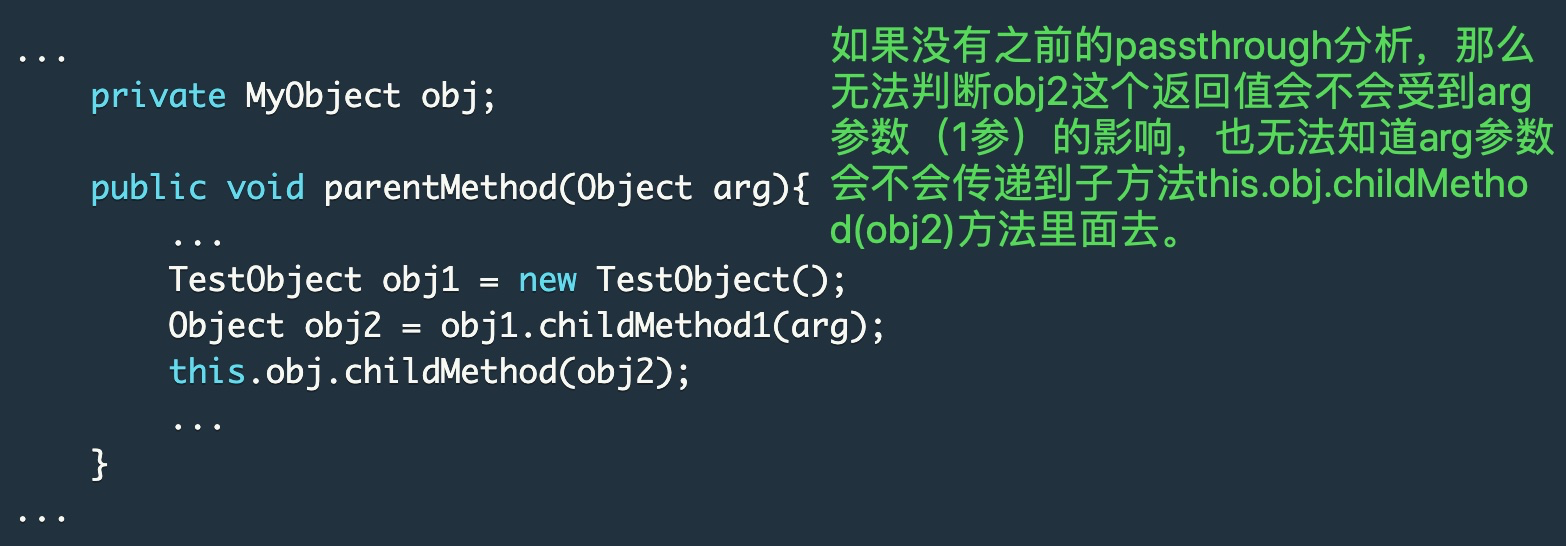 ...
private MyObject obj;
public void parentMethod(Object arg){
...
TestObject obj1 = new TestObject();
Object obj2 = obj1.childMethod1(arg);
this.obj.childMethod(obj2);
...
}
...
如果没有之前的passthrough分析，那么
无法判断obj2这个返回值会不会受到arg
参数（1参）的影响，也无法知道arg参数
会不会传递到子方法this.obj.childMetho
d(obj2)方法里面去。